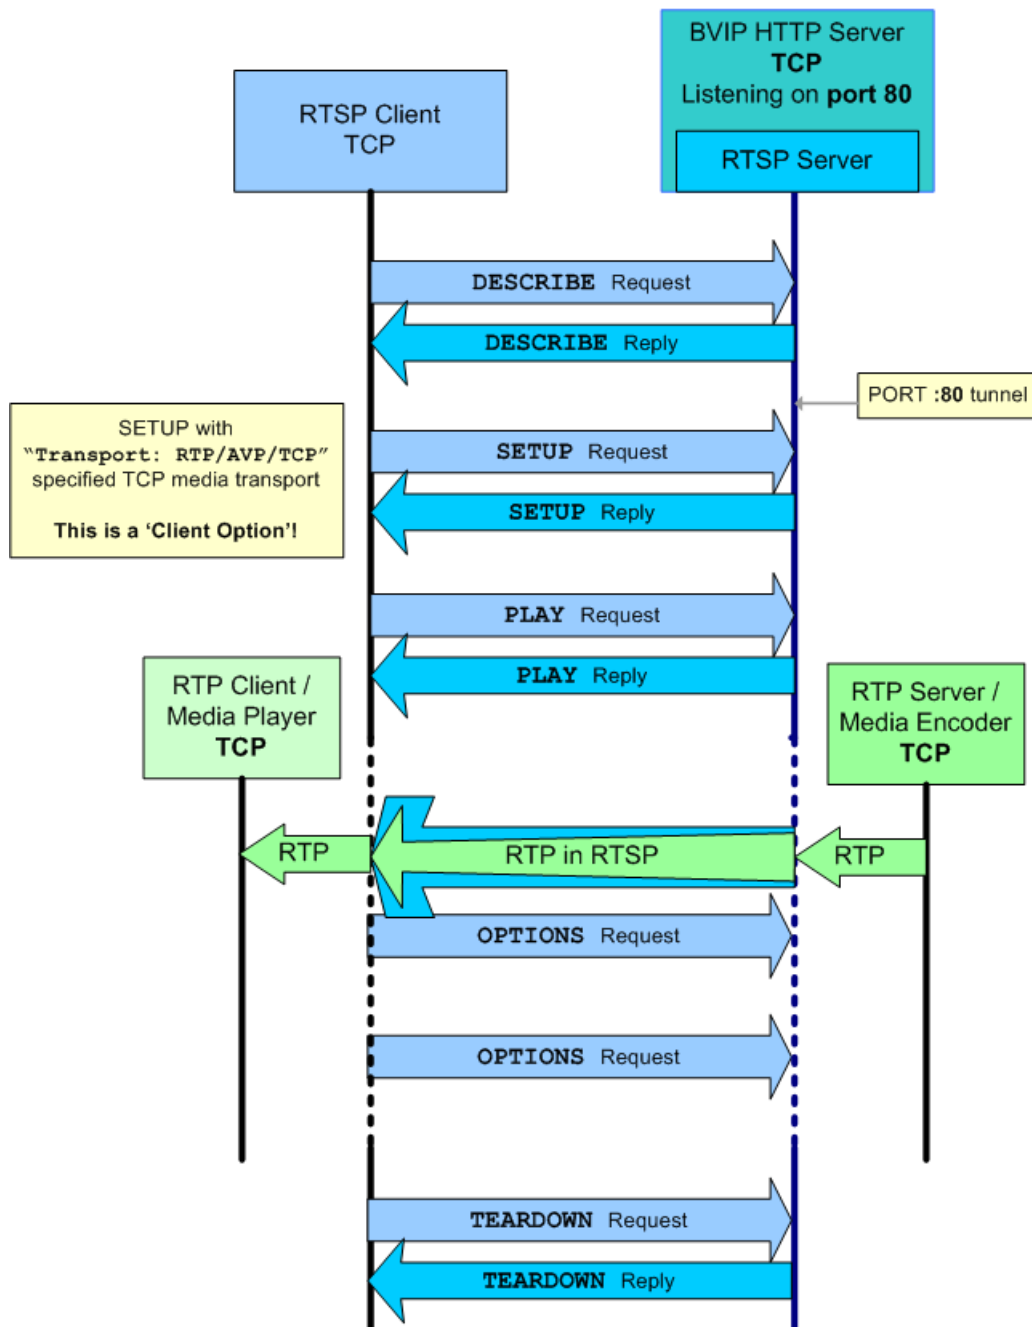 BVIP HTTP Server
TCP
Listening on port 80
RTSP Server
RTSP Client
TCP
DESCRIBE Request
DESCRIBE Reply
PORT :80 tunnel
SETUP with
“Transport: RTP/AVP/TCP”
specified TCP media transport
This is a ‘Client Option’!
SETUP Request
SETUP Reply
PLAY Request
PLAY Reply
RTP Client /
Media Player
TCP
RTP Server /
Media Encoder
TCP
RTP
RTP in RTSP
RTP
OPTIONS Request
OPTIONS Request
TEARDOWN Request
TEARDOWN Reply